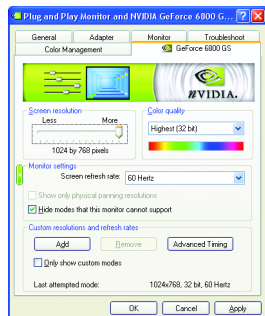 Plug and Play Monitor and NVIDIA GeForce 6800 G...
General Adapter Monitor Troubleshoot
Color Management GeForce 6800 GS
NVIDIA.
Screen resolution
Less More
1024 by 768 pixels
Color quality
Highest (32 bit)
Monitor settings
Screen refresh rate: 60 Hertz
Show only physical panning resolutions
Hide modes that this monitor cannot support
Custom resolutions and refresh rates
Add Remove Advanced Timing
Only show custom modes
Last attempted mode: 1024x768, 32 bit, 60 Hertz
OK Cancel Apply